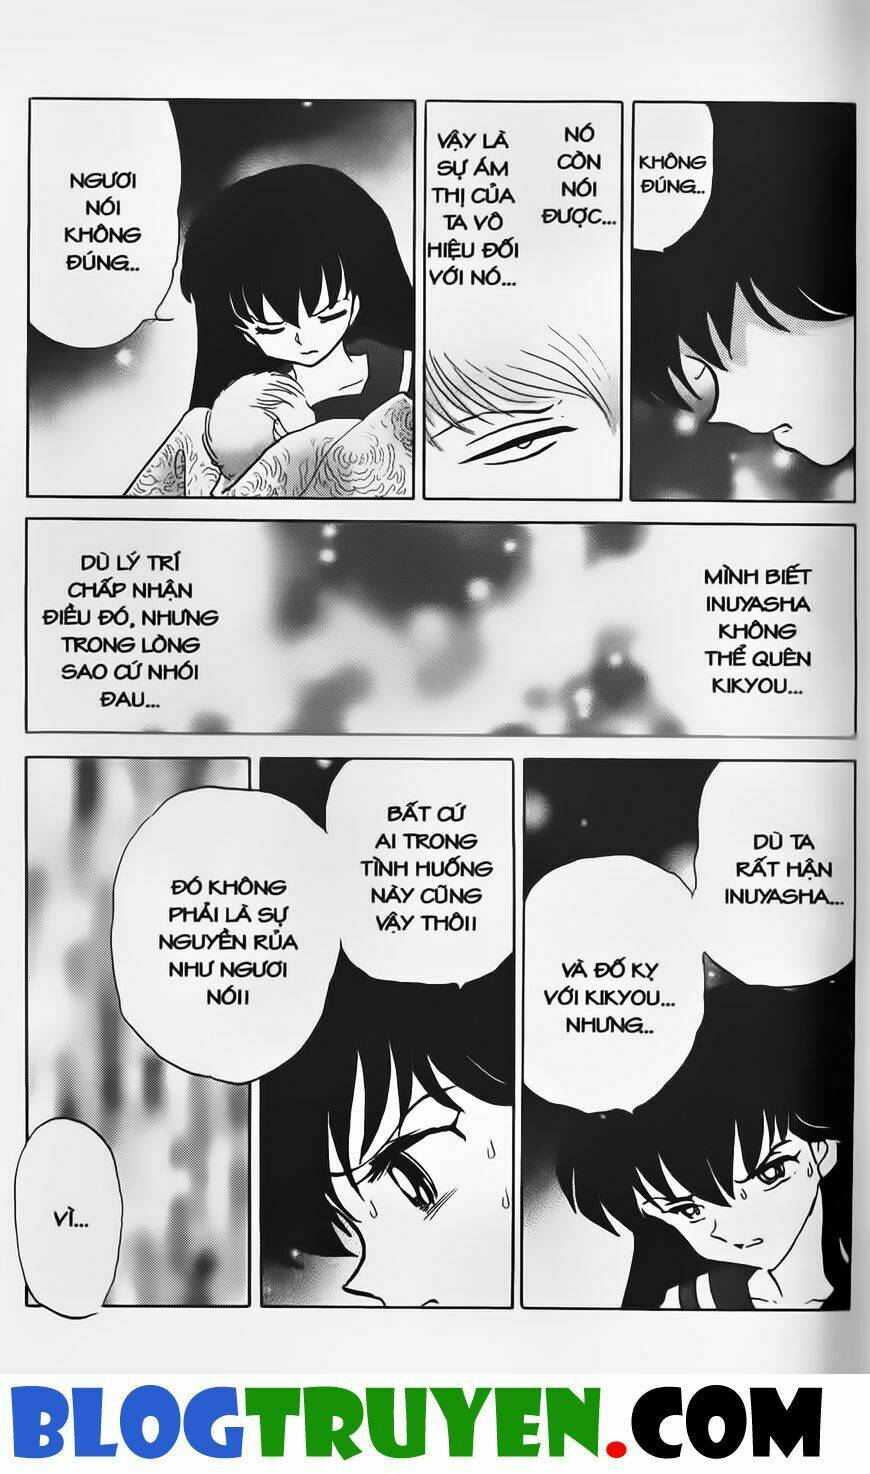 KHÔNG
ĐÚNG...
NÓ
CÒN
NÓI
ĐƯỢC...
VẬY LÀ
SỰ ÁM
THỊ CỦA
TA VÔ
HIỆU ĐỐI
VỚI NÓ...
NGƯƠI
NÓI
KHÔNG
ĐÚNG...
MÌNH BIẾT
INUYASHA
KHÔNG
THỂ QUÊN
KIKYOU...
DÙ LÝ TRÍ
CHẤP NHẬN
ĐIỀU ĐÓ, NHƯNG
TRONG LÒNG
SAO CỨ NHÓI
ĐAU...
DÙ TA
RẤT HẬN
INUYASHA...
VÀ ĐỐ KỴ
VỚI KIKYOU...
NHƯNG...
BẤT CỨ
AI TRONG
TÌNH HUỐNG
NÀY CŨNG
VẬY THÔI!
ĐÓ KHÔNG
PHẢI LÀ SỰ
NGUYỀN RỦA
NHƯ NGƯƠI
NÓI!
VÌ...
BLOGTRUYEN.COM